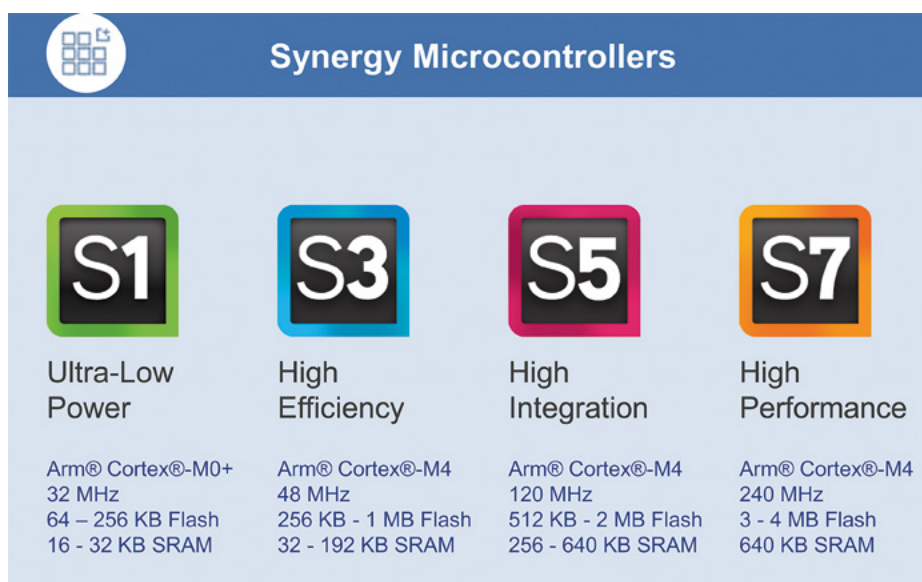 Synergy Microcontrollers
S1
Ultra-Low
Power
Arm® Cortex®-M0+
32 MHz
64 – 256 KB Flash
16 - 32 KB SRAM
S3
High
Efficiency
Arm® Cortex®-M4
48 MHz
256 KB - 1 MB Flash
32 - 192 KB SRAM
S5
High
Integration
Arm® Cortex®-M4
120 MHz
512 KB - 2 MB Flash
256 - 640 KB SRAM
S7
High
Performance
Arm® Cortex®-M4
240 MHz
3 - 4 MB Flash
640 KB SRAM